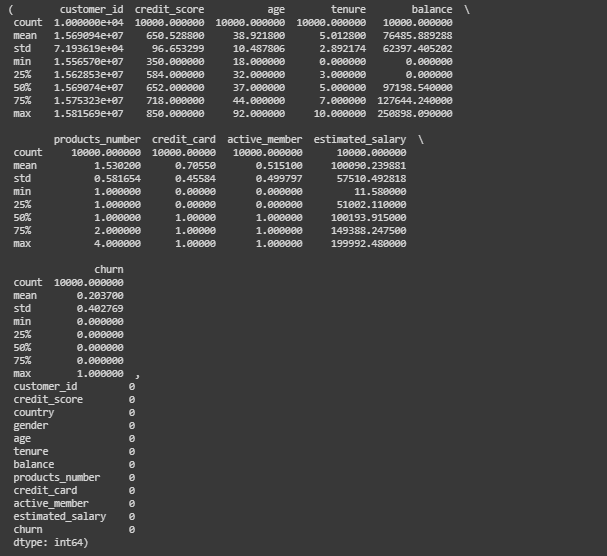 (       customer_id  credit_score           age        tenure        balance  \
 count  1.000000e+04  10000.000000  10000.000000  10000.000000   10000.000000
 mean   1.569094e+07    650.528800     38.921800      5.012800   76485.889288
 std    7.193619e+04     96.653299     10.487806      2.892174   62397.405202
 min    1.556570e+07    350.000000     18.000000      0.000000       0.000000
 25%    1.562853e+07    584.000000     32.000000      3.000000       0.000000
 50%    1.569074e+07    652.000000     37.000000      5.000000   97198.540000
 75%    1.575323e+07    718.000000     44.000000      7.000000  127644.240000
 max    1.581569e+07    850.000000     92.000000     10.000000  250898.090000

        products_number  credit_card  active_member  estimated_salary  \
 count     10000.000000  10000.00000   10000.000000      10000.000000
 mean          1.530200      0.70550       0.515100     100090.239881
 std           0.581654      0.45584       0.499797      57510.492818
 min           1.000000      0.00000       0.000000         11.580000
 25%           1.000000      0.00000       0.000000      51002.110000
 50%           1.000000      1.00000       1.000000     100193.915000
 75%           2.000000      1.00000       1.000000     149388.247500
 max           4.000000      1.00000       1.000000     199992.480000

               churn
 count  10000.000000
 mean       0.203700
 std        0.402769
 min        0.000000
 25%        0.000000
 50%        0.000000
 75%        0.000000
 max        1.000000  ,
 customer_id         0
 credit_score        0
 country             0
 gender              0
 age                 0
 tenure              0
 balance             0
 products_number     0
 credit_card         0
 active_member       0
 estimated_salary    0
 churn               0
 dtype: int64)